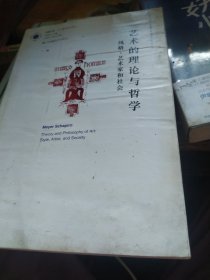 艺术的理论与哲学
风格、艺术家和社会
Meyer Schapiro
Theory and Philosophy of Art:
Style, Artist, and Society